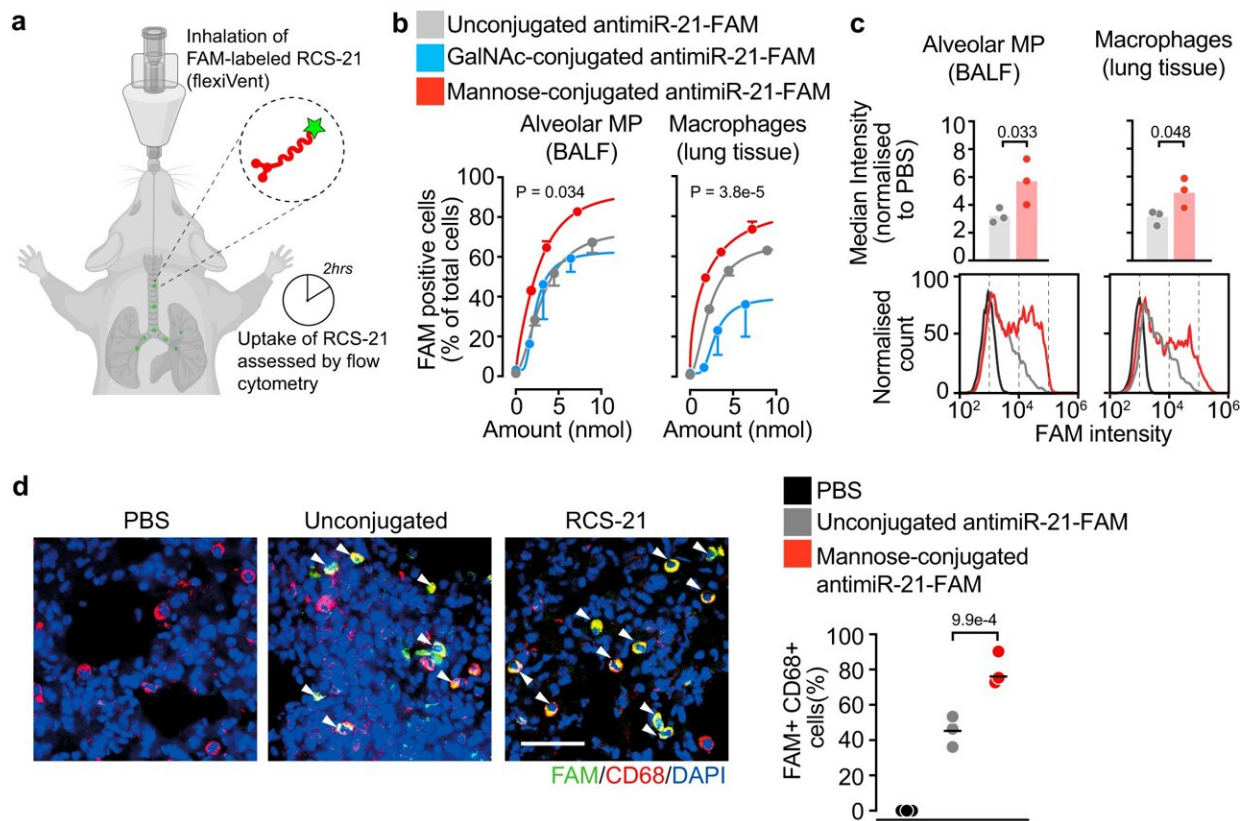 a
Inhalation of
FAM-labeled RCS-21
(flexiVent)
2hrs
Uptake of RCS-21
assessed by flow
cytometry
b
Unconjugated antimiR-21-FAM
GalNAc-conjugated antimiR-21-FAM
Mannose-conjugated antimiR-21-FAM
Alveolar MP
(BALF)
Macrophages
(lung tissue)
FAM positive cells
(% of total cells)
100
80
60
40
20
0
P = 0.034
P = 3.8e-5
0 5 10
0 5 10
Amount (nmol)
Amount (nmol)
c
Alveolar MP
(BALF)
Macrophages
(lung tissue)
Median Intensity
(normalised
to PBS)
10
8
6
4
2
0.033
0.048
Normalised
count
100
50
0
10² 10⁴ 10⁶
10² 10⁴ 10⁶
FAM intensity
d
PBS
Unconjugated
RCS-21
FAM/CD68/DAPI
PBS
Unconjugated antimiR-21-FAM
Mannose-conjugated
antimiR-21-FAM
9.9e-4
FAM+ CD68+
cells(%)
100
80
60
40
20
0